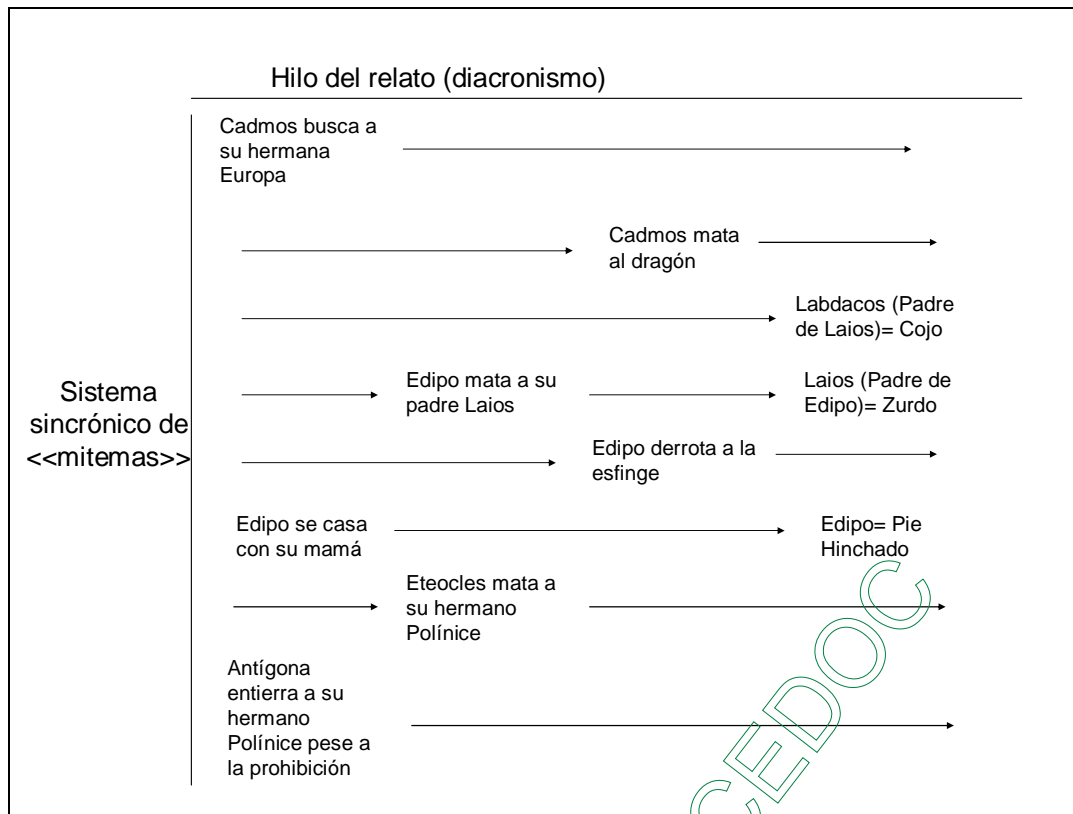 Hilo del relato (diacronismo)
Cadmos busca a
su hermana
Europa
Cadmos mata
al dragón
Labdacos (Padre
de Laios)= Cojo
Sistema
sincrónico de
<<mitemas>>
Edipo mata a su
padre Laios
Laios (Padre de
Edipo)= Zurdo
Edipo derrota a la
esfinge
Edipo se casa
con su mamá
Edipo= Pie
Hinchado
Eteocles mata a
su hermano
Polínice
Antígona
entierra a su
hermano
Polínice pese a
la prohibición
CEDOC